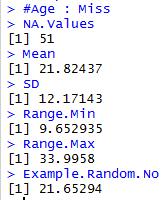 > #Age : Miss
> NA.Values
[1] 51
> Mean
[1] 21.82437
> SD
[1] 12.17143
> Range.Min
[1] 9.652935
> Range.Max
[1] 33.9958
> Example.Random.No
[1] 21.65294